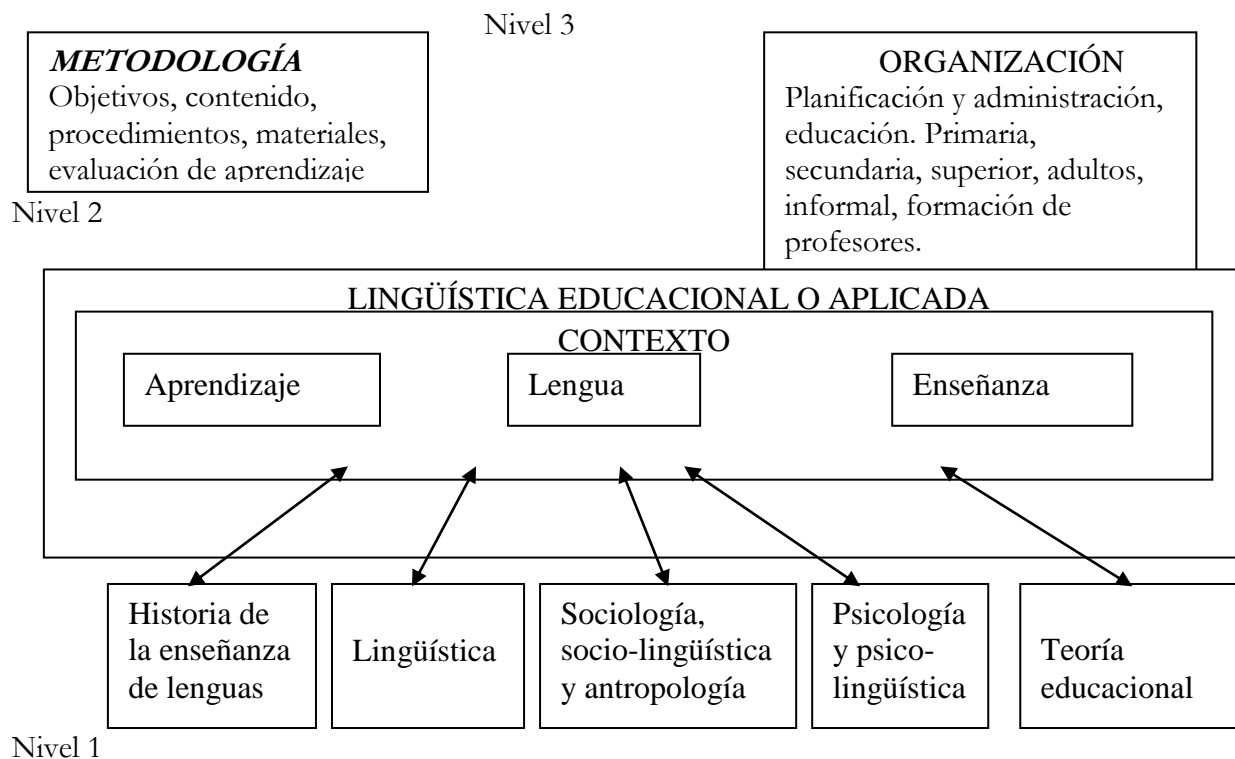 Nivel 3
METODOLOGÍA
Objetivos, contenido,
procedimientos, materiales,
evaluación de aprendizaje
ORGANIZACIÓN
Planificación y administración,
educación. Primaria,
secundaria, superior, adultos,
informal, formación de
profesores.
Nivel 2
LINGÜÍSTICA EDUCACIONAL O APLICADA
CONTEXTO
Aprendizaje
Lengua
Enseñanza
Historia de
la enseñanza
de lenguas
Lingüística
Sociología,
socio-lingüística
y antropología
Psicología
y psico-
lingüística
Teoría
educacional
Nivel 1